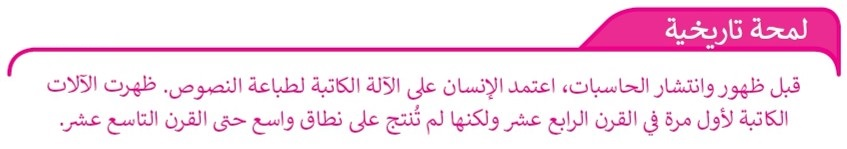 لمحة تاريخية
قبل ظهور وانتشار الحاسبات، اعتمد الإنسان على الآلة الكاتبة لطباعة النصوص. ظهرت الآلات
الكاتبة لأول مرة في القرن الرابع عشر ولكنها لم تُنتج على نطاق واسع حتى القرن التاسع عشر.